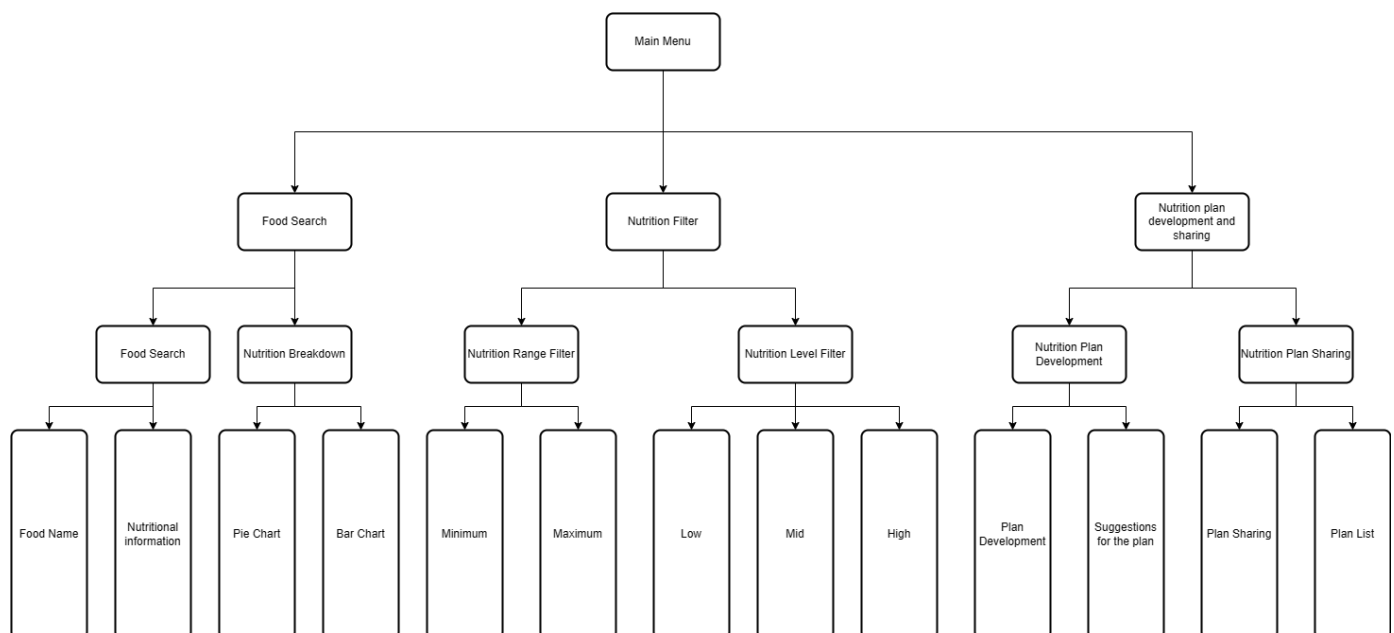 Main Menu
Food Search
Nutrition Filter
Nutrition plan
development and
sharing
Food Search
Nutrition Breakdown
Nutrition Range Filter
Nutrition Level Filter
Nutrition Plan
Development
Nutrition Plan Sharing
Food Name
Nutritional
information
Pie Chart
Bar Chart
Minimum
Maximum
Low
Mid
High
Plan
Development
Suggestions
for the plan
Plan Sharing
Plan List